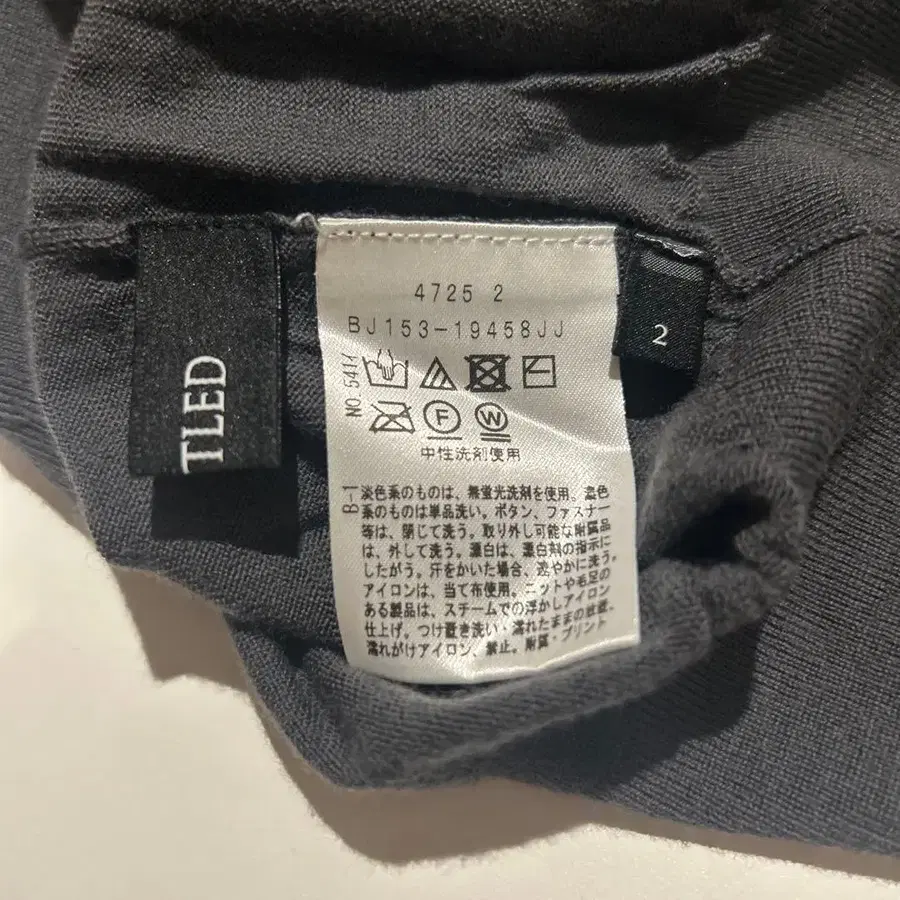 TLED
4725 2
BJ153-19458JJ
NO. 5414
F
W
中性洗剤使用
B-1
淡色系のものは、無蛍光洗剤を使用。濃色
系のものは単品洗い。ボタン、ファスナー
等は、閉じて洗う。取り外し可能な附属品
は、外して洗う。漂白は、漂白剤の指示に
したがう。汗をかいた場合、速やかに洗う。
アイロンは、当て布使用。ニットや毛足の
ある製品は、スチームでの浮かしアイロン
仕上げ。つけ置き洗い・濡れたままの放置、
濡れがけアイロン、禁止。附属・プリント
2